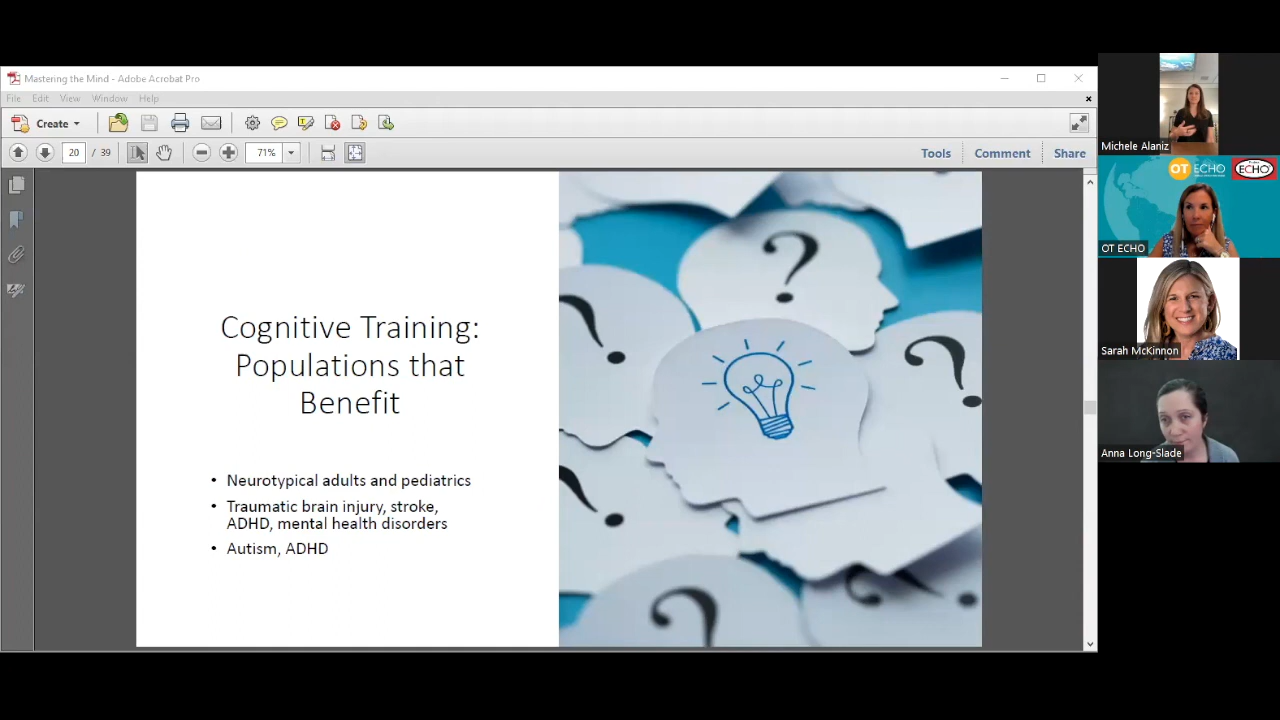 Mastering the Mind - Adobe Acrobat Pro
File Edit View Window Help
Create
20 / 39
71%
Tools Comment Share
Cognitive Training:
Populations that
Benefit
• Neurotypical adults and pediatrics
• Traumatic brain injury, stroke,
ADHD, mental health disorders
• Autism, ADHD
?
?
?
?
?
?
Michele Alaniz
OT ECHO
ECHO
OT ECHO
Sarah McKinnon
Anna Long-Slade